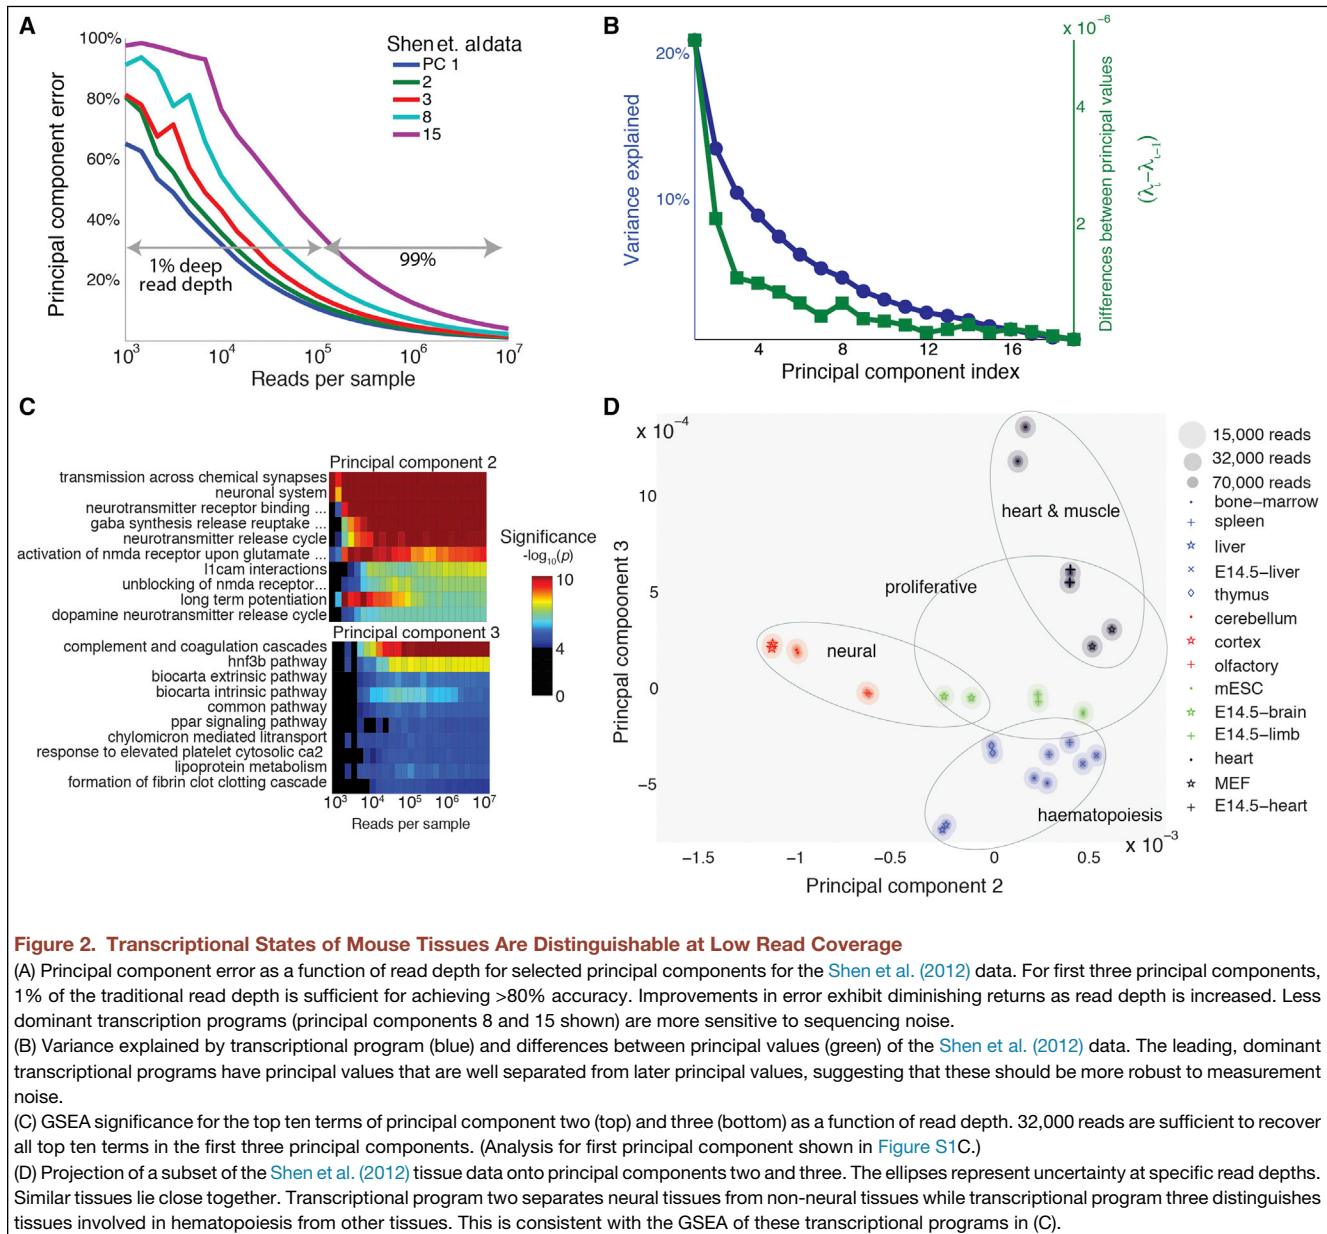 A
100%
80%
60%
40%
20%
Principal component error
Shen et. al data
PC 1
2
3
8
15
1% deep
read depth
99%
10³
10⁴
10⁵
10⁶
10⁷
Reads per sample
B
20%
10%
Variance explained
x 10⁻⁶
4
2
Differences between principal values
(λᵢ−λᵢ₋₁)
4
8
12
16
Principal component index
C
Principal component 2
transmission across chemical synapses
neuronal system
neurotransmitter receptor binding ...
gaba synthesis release reuptake ...
neurotransmitter release cycle
activation of nmda receptor upon glutamate ...
l1cam interactions
unblocking of nmda receptor...
long term potentiation
dopamine neurotransmitter release cycle
Principal component 3
complement and coagulation cascades
hnf3b pathway
biocarta extrinsic pathway
biocarta intrinsic pathway
common pathway
ppar signaling pathway
chylomicron mediated litransport
response to elevated platelet cytosolic ca2
lipoprotein metabolism
formation of fibrin clot clotting cascade
10³ 10⁴ 10⁵ 10⁶ 10⁷
Reads per sample
Significance
-log₁₀(p)
10
4
0
D
x 10⁻⁴
10
5
0
−5
Princpal compoonent 3
heart & muscle
proliferative
neural
haematopoiesis
−1.5
−1
−0.5
0
0.5
x 10⁻³
Principal component 2
15,000 reads
32,000 reads
70,000 reads
bone−marrow
spleen
liver
E14.5−liver
thymus
cerebellum
cortex
olfactory
mESC
E14.5−brain
E14.5−limb
heart
MEF
E14.5−heart
Figure 2. Transcriptional States of Mouse Tissues Are Distinguishable at Low Read Coverage
(A) Principal component error as a function of read depth for selected principal components for the Shen et al. (2012) data. For first three principal components,
1% of the traditional read depth is sufficient for achieving >80% accuracy. Improvements in error exhibit diminishing returns as read depth is increased. Less
dominant transcription programs (principal components 8 and 15 shown) are more sensitive to sequencing noise.
(B) Variance explained by transcriptional program (blue) and differences between principal values (green) of the Shen et al. (2012) data. The leading, dominant
transcriptional programs have principal values that are well separated from later principal values, suggesting that these should be more robust to measurement
noise.
(C) GSEA significance for the top ten terms of principal component two (top) and three (bottom) as a function of read depth. 32,000 reads are sufficient to recover
all top ten terms in the first three principal components. (Analysis for first principal component shown in Figure S1C.)
(D) Projection of a subset of the Shen et al. (2012) tissue data onto principal components two and three. The ellipses represent uncertainty at specific read depths.
Similar tissues lie close together. Transcriptional program two separates neural tissues from non-neural tissues while transcriptional program three distinguishes
tissues involved in hematopoiesis from other tissues. This is consistent with the GSEA of these transcriptional programs in (C).